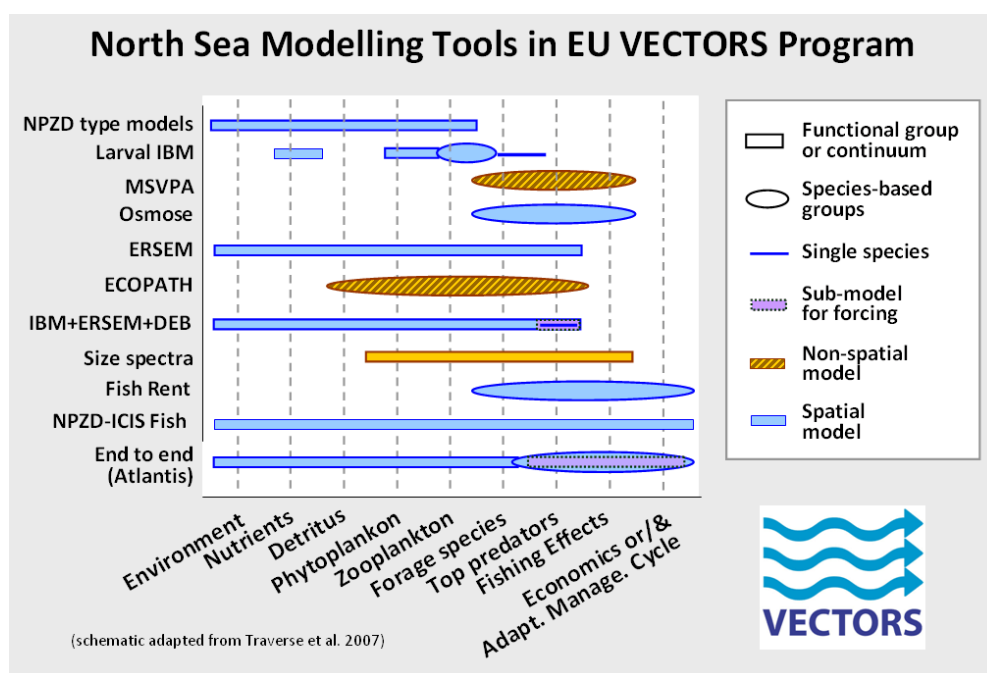 North Sea Modelling Tools in EU VECTORS Program
NPZD type models
Larval IBM
MSVPA
Osmose
ERSEM
ECOPATH
IBM+ERSEM+DEB
Size spectra
Fish Rent
NPZD-ICIS Fish
End to end
(Atlantis)
Environment
Nutrients
Detritus
Phytoplankon
Zooplankton
Forage species
Top predators
Fishing Effects
Economics or/&
Adapt. Manage. Cycle
Functional group
or continuum
Species-based
groups
Single species
Sub-model
for forcing
Non-spatial
model
Spatial
model
VECTORS
(schematic adapted from Traverse et al. 2007)